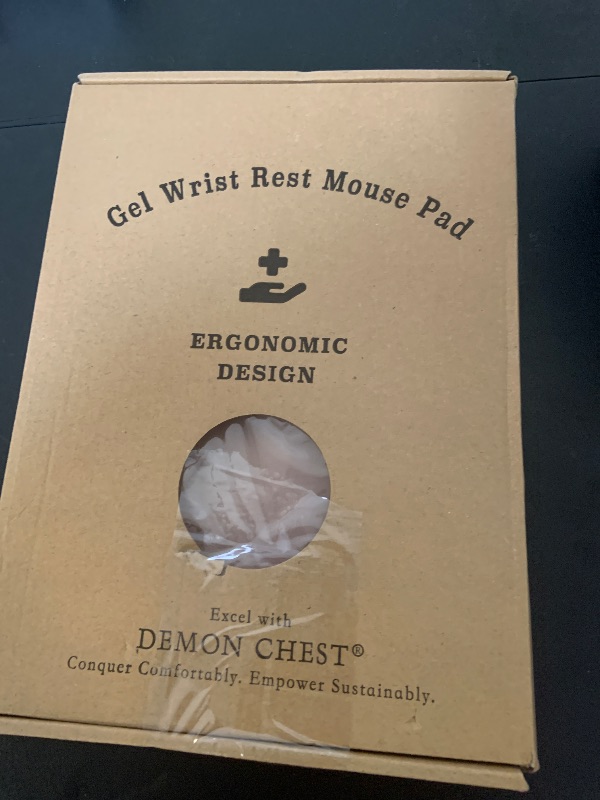 Gel Wrist Rest Mouse Pad
ERGONOMIC
DESIGN
Excel with
DEMON CHEST®
Conquer Comfortably. Empower Sustainably.